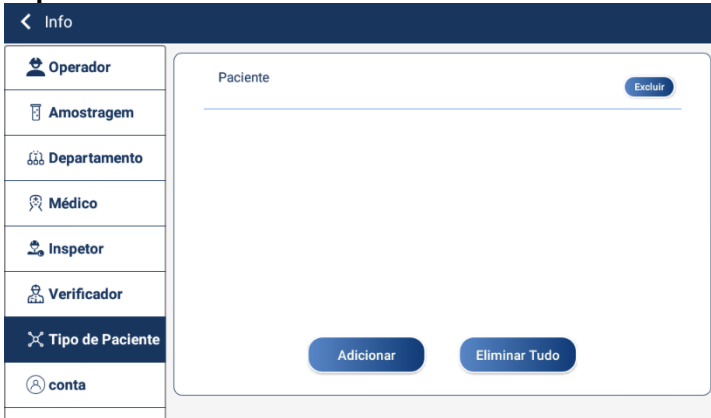 Info
Operador
Amostragem
Departamento
Médico
Inspetor
Verificador
Tipo de Paciente
conta
Paciente
Excluir
Adicionar
Eliminar Tudo